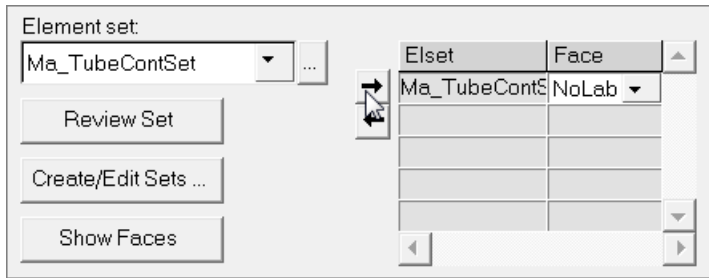 Element set:
Ma_TubeContSet
...
Review Set
Create/Edit Sets ...
Show Faces
Elset Face
Ma_TubeContS NoLab